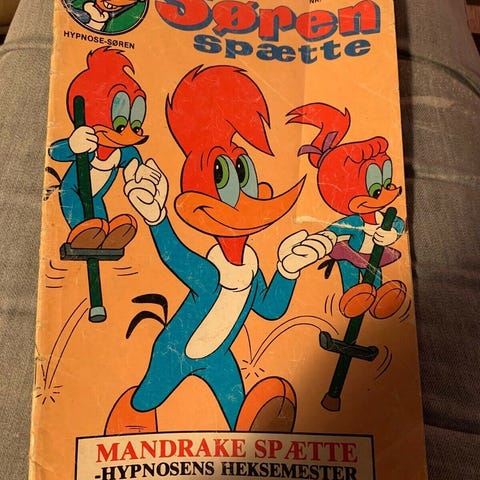 HYPNOSE-SØREN
Søren
spætte
MANDRAKE SPÆTTE
-HYPNOSENS HEKSEMESTER